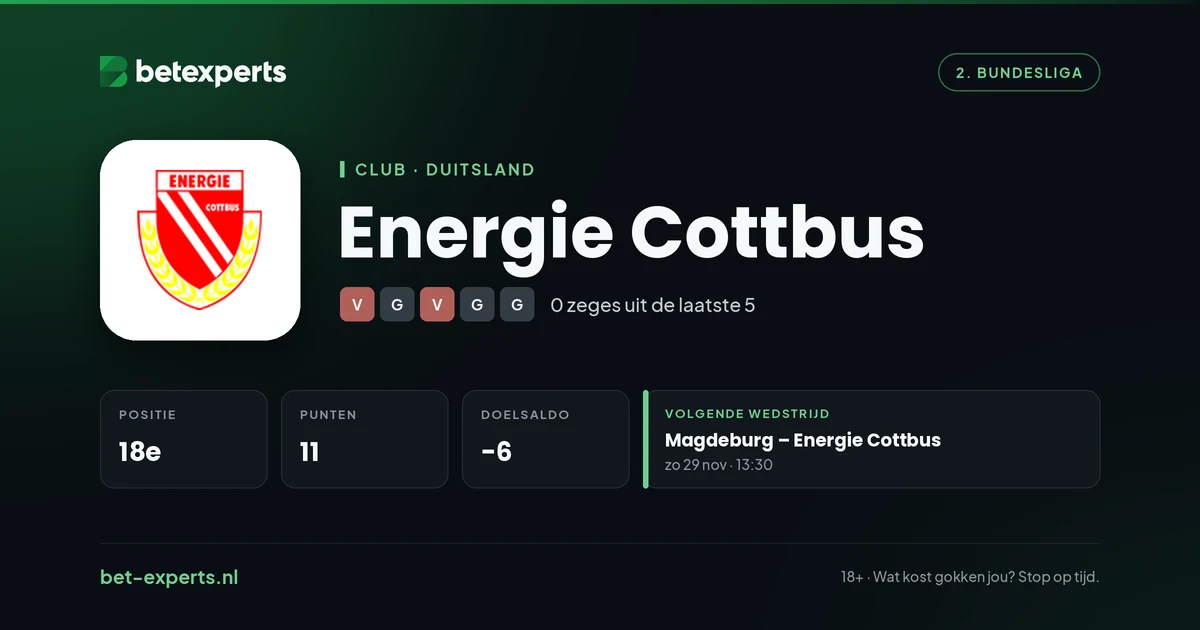 betexperts
2. BUNDESLIGA
ENERGIE
COTTBUS
CLUB · DUITSLAND
Energie Cottbus
V G V G G 0 zeges uit de laatste 5
POSITIE
18e
PUNTEN
11
DOELSALDO
-6
VOLGENDE WEDSTRIJD
Magdeburg – Energie Cottbus
zo 29 nov · 13:30
bet-experts.nl
18+ · Wat kost gokken jou? Stop op tijd.